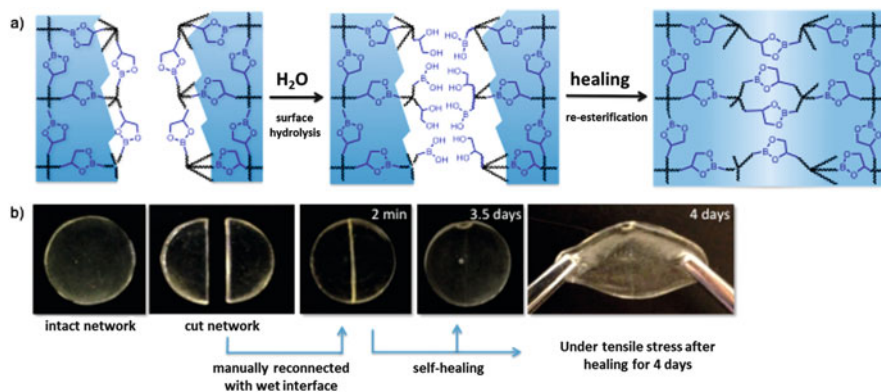 a)
H₂O
surface
hydrolysis
healing
re-esterification
b)
2 min
3.5 days
4 days
intact network
cut network
manually reconnected
with wet interface
self-healing
Under tensile stress after
healing for 4 days